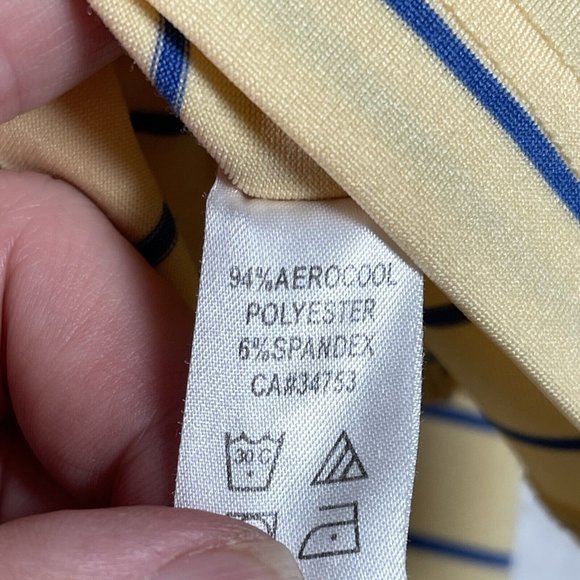 94%AEROCOOL
POLYESTER
6%SPANDEX
CA#34753
30 C